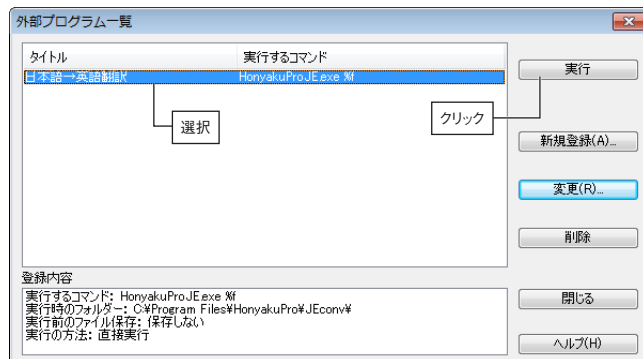 外部プログラム一覧
タイトル 実行するコマンド
日本語→英語翻訳 HonyakuProJE.exe %f
選択
クリック
実行
新規登録(A)...
変更(R)...
削除
閉じる
ヘルプ(H)
登録内容
実行するコマンド: HonyakuProJE.exe %f
実行時のフォルダー: C:¥Program Files¥HonyakuPro¥JEconv¥
実行前のファイル保存: 保存しない
実行の方法: 直接実行